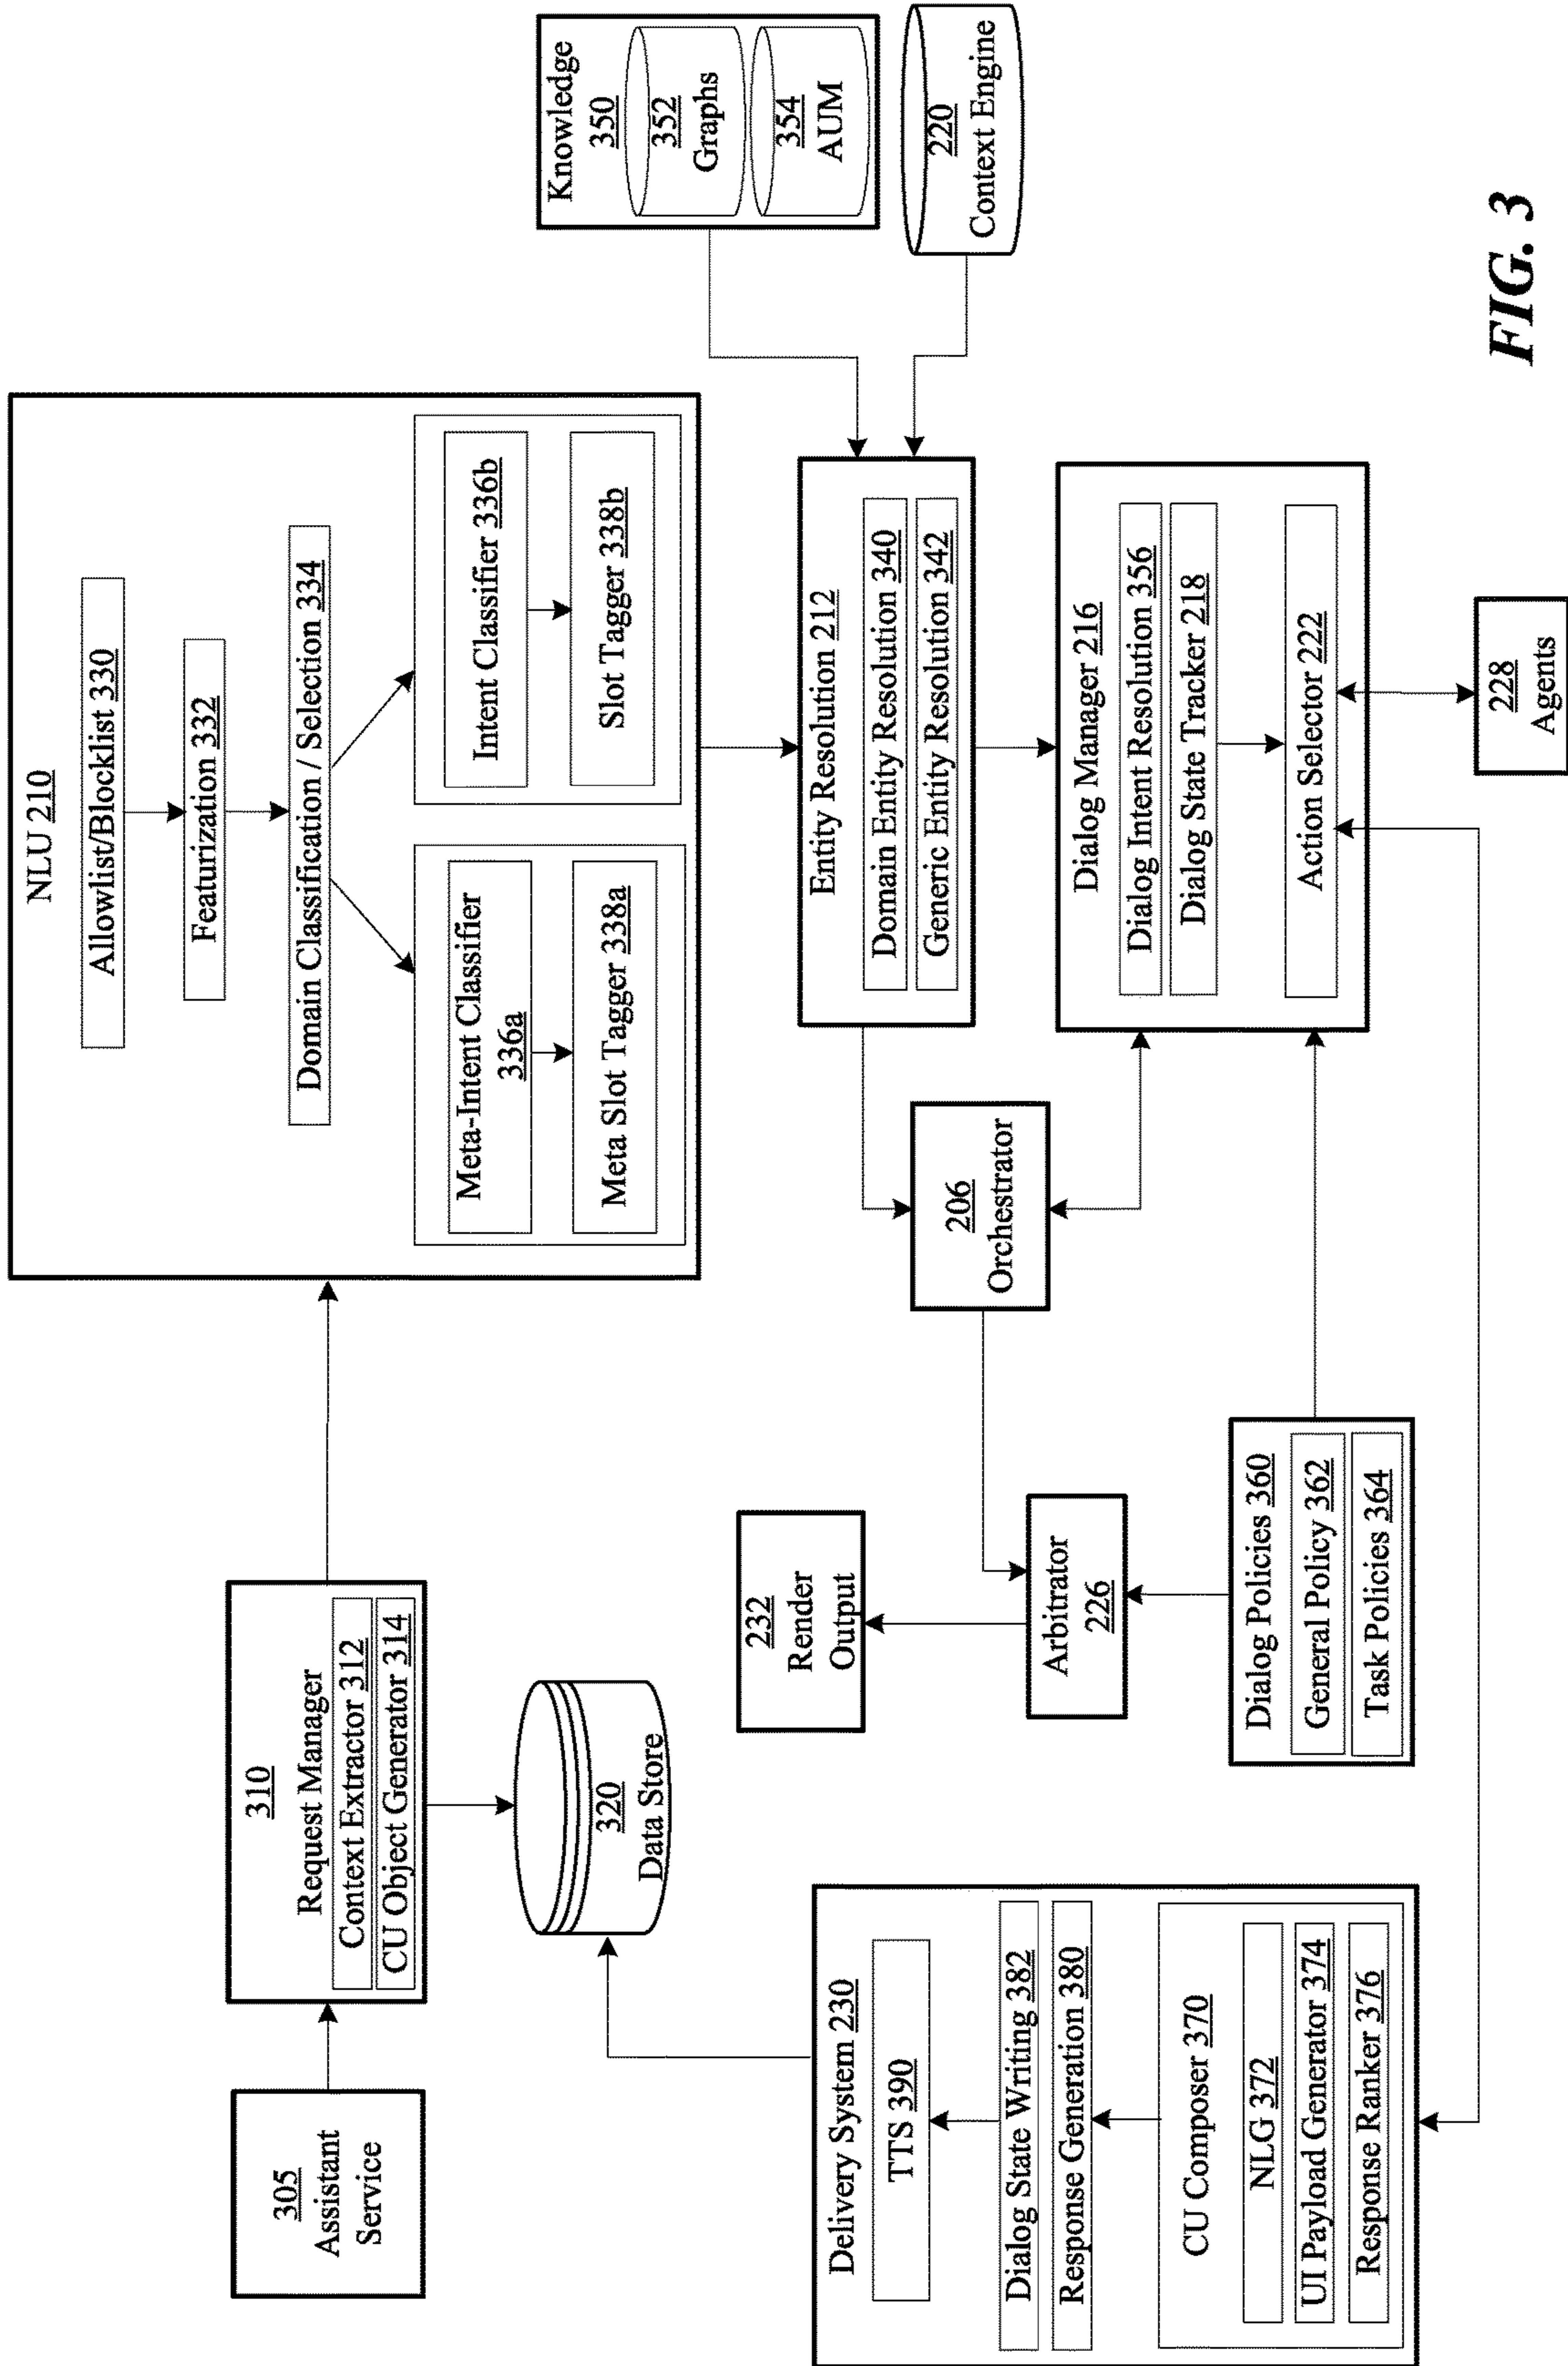 305
Assistant
Service
310
Request Manager
Context Extractor 312
CU Object Generator 314
320
Data Store
NLU 210
Allowlist/Blocklist 330
Featurization 332
Domain Classification / Selection 334
Meta-Intent Classifier
336a
Meta Slot Tagger 338a
Intent Classifier 336b
Slot Tagger 338b
Knowledge
350
352
Graphs
354
AUM
220
Context Engine
Entity Resolution 212
Domain Entity Resolution 340
Generic Entity Resolution 342
Dialog Manager 216
Dialog Intent Resolution 356
Dialog State Tracker 218
Action Selector 222
228
Agents
206
Orchestrator
232
Render
Output
Arbitrator
226
Dialog Policies 360
General Policy 362
Task Policies 364
Delivery System 230
TTS 390
Dialog State Writing 382
Response Generation 380
CU Composer 370
NLG 372
UI Payload Generator 374
Response Ranker 376
FIG. 3